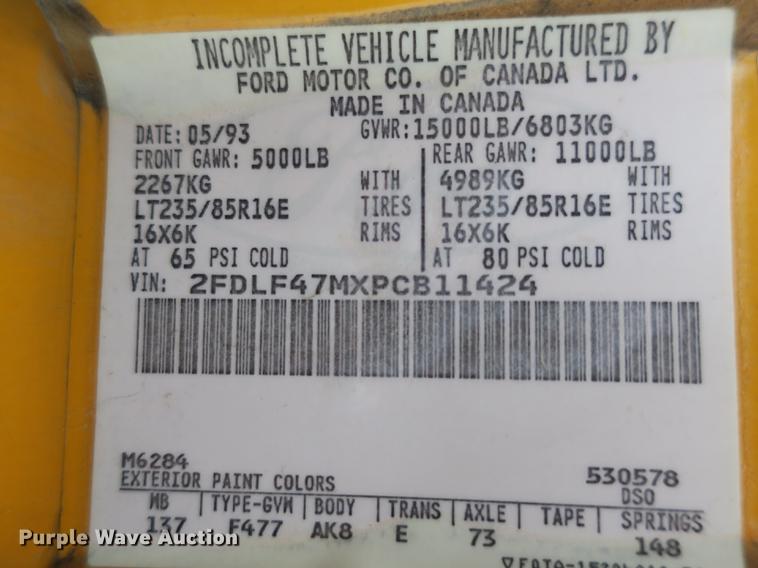 INCOMPLETE VEHICLE MANUFACTURED BY
FORD MOTOR CO. OF CANADA LTD.
MADE IN CANADA
DATE: 05/93 GVWR: 15000LB/6803KG
FRONT GAWR: 5000LB REAR GAWR: 11000LB
2267KG WITH 4989KG WITH
LT235/85R16E TIRES LT235/85R16E TIRES
16X6K RIMS 16X6K RIMS
AT 65 PSI COLD AT 80 PSI COLD
VIN: 2FDLF47MXPCB11424
M6284 530578
EXTERIOR PAINT COLORS DSO
WB TYPE-GVW BODY TRANS AXLE TAPE SPRINGS
137 F477 AK8 E 73 148
Purple Wave Auction